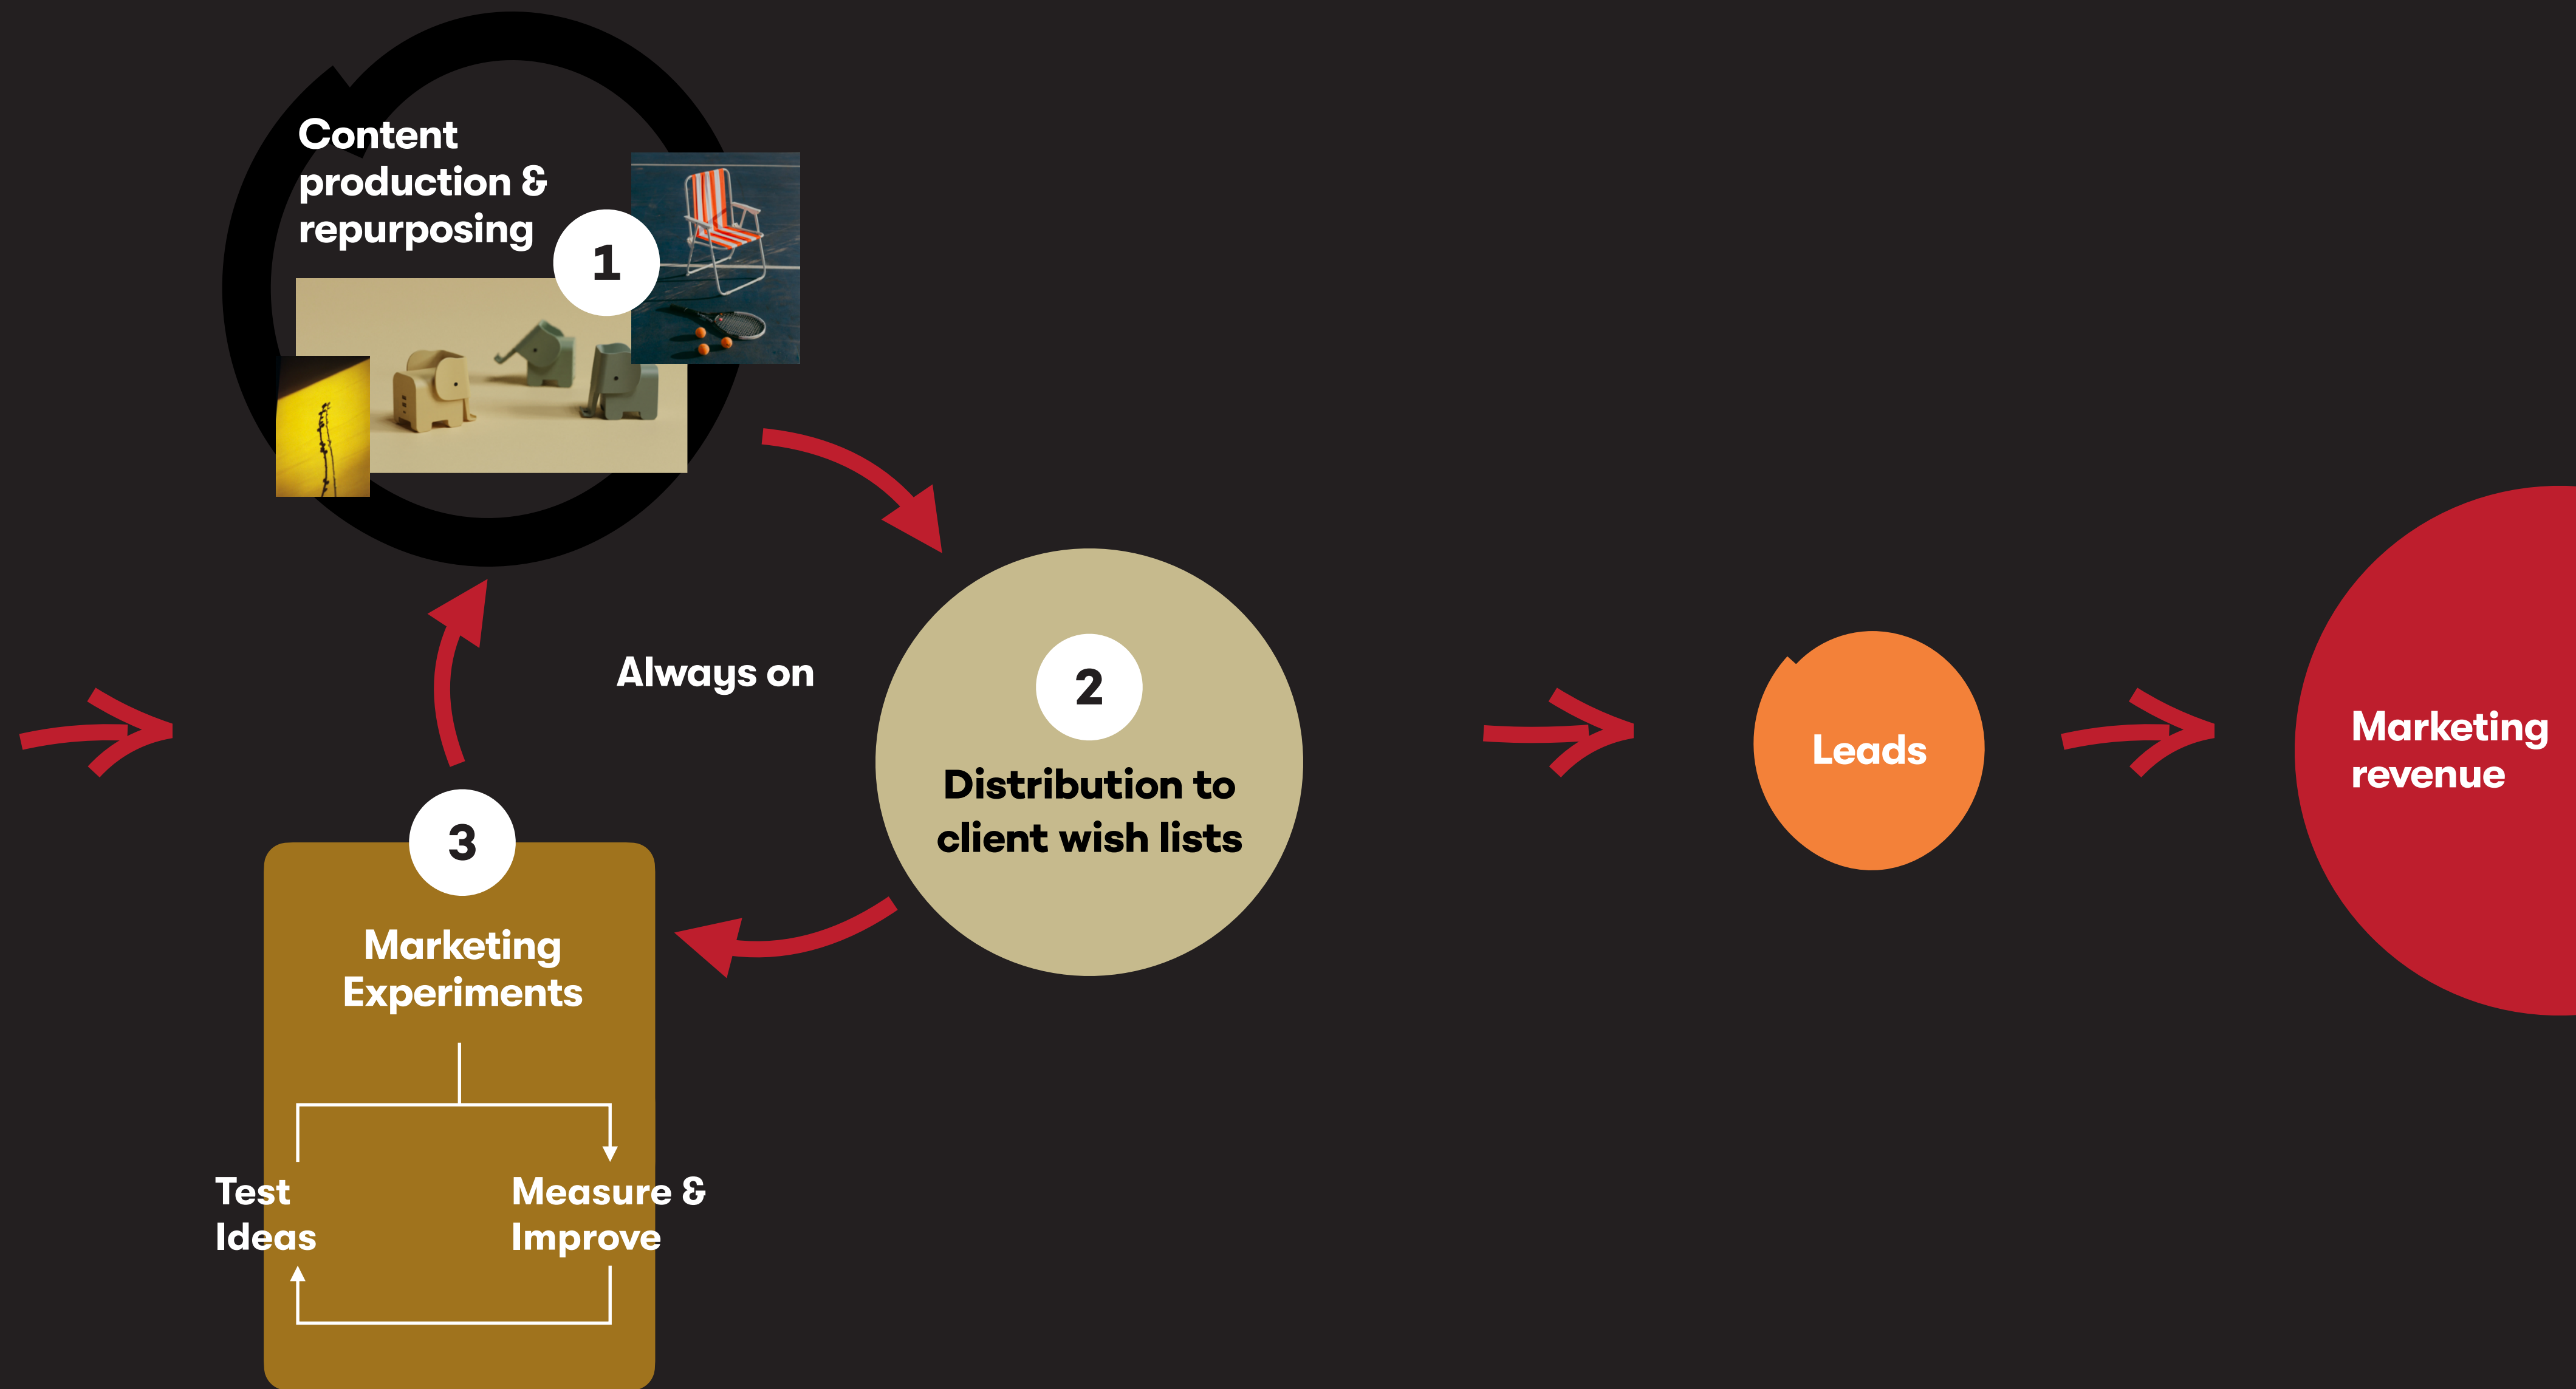 Content
production &
repurposing
1
Always on
2
Distribution to
client wish lists
3
Marketing
Experiments
Test
Ideas
Measure &
Improve
Leads
Marketing
revenue